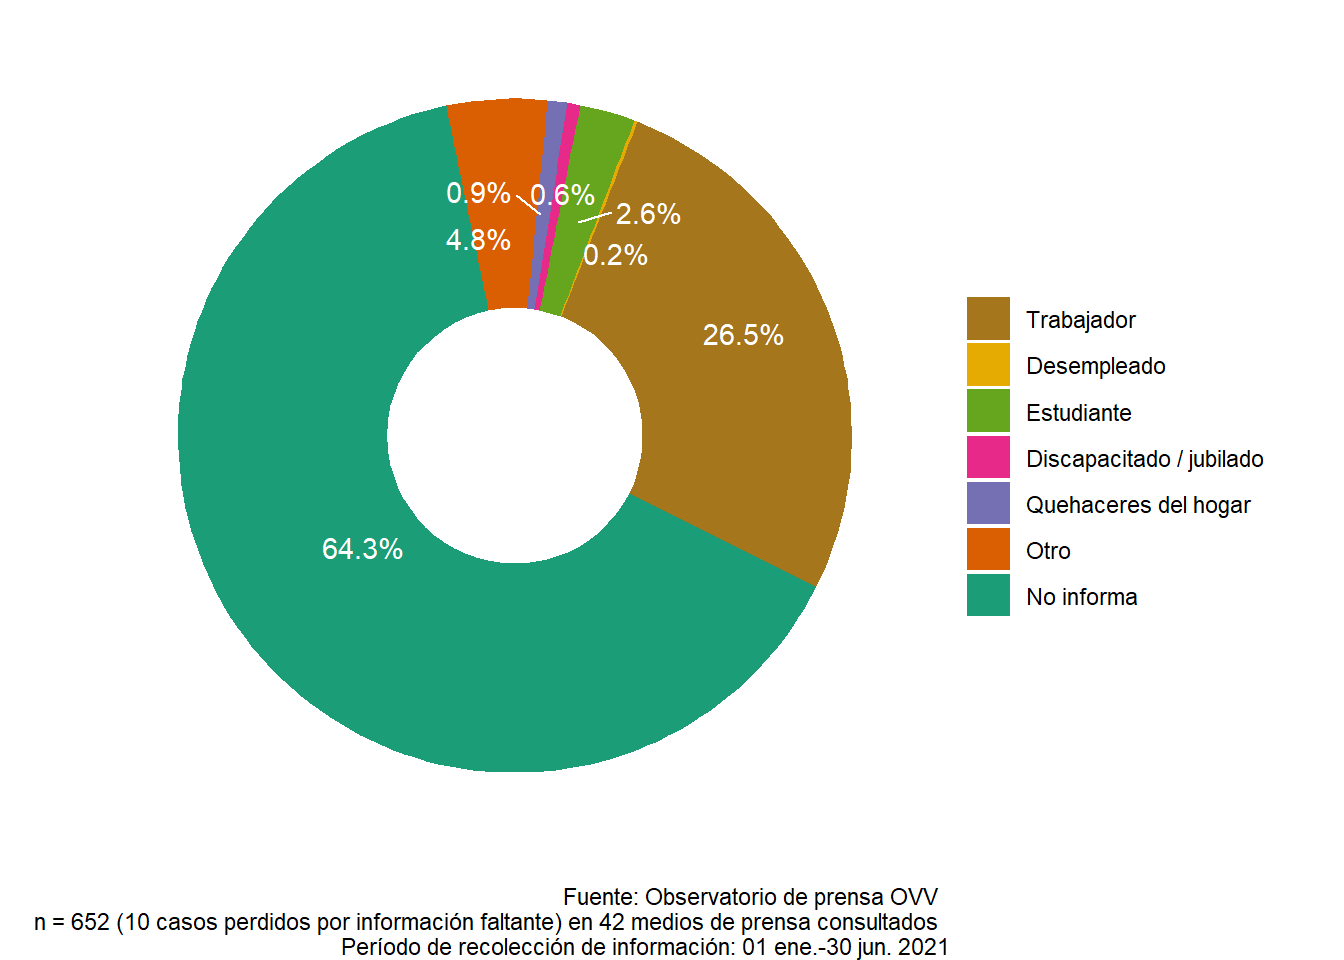 0.9%
0.6%
2.6%
4.8%
0.2%
26.5%
64.3%
Trabajador
Desempleado
Estudiante
Discapacitado / jubilado
Quehaceres del hogar
Otro
No informa
Fuente: Observatorio de prensa OVV
n = 652 (10 casos perdidos por información faltante) en 42 medios de prensa consultados
Período de recolección de información: 01 ene.-30 jun. 2021